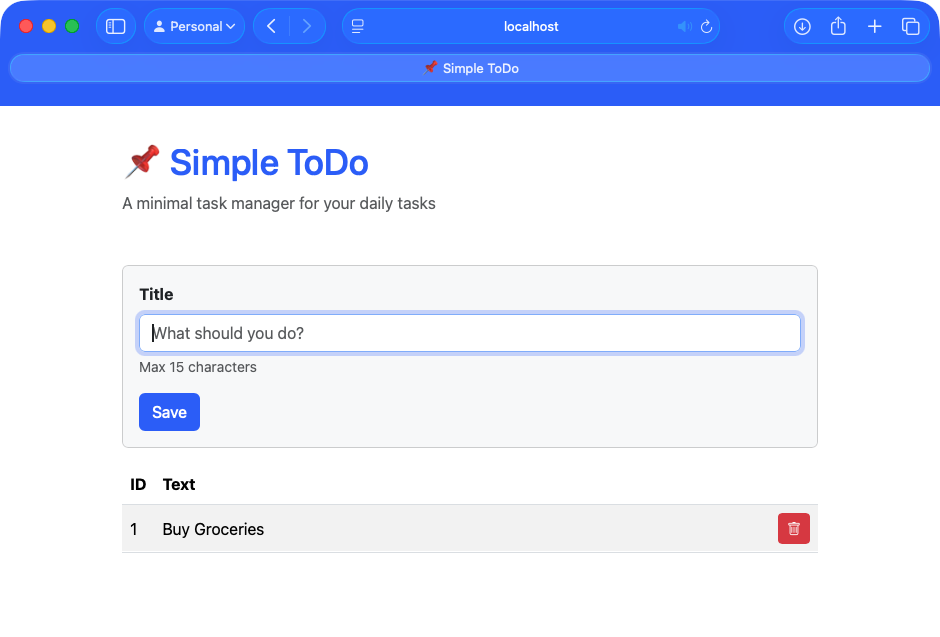 Personal
localhost
Simple ToDo
Simple ToDo
A minimal task manager for your daily tasks
Title
What should you do?
Max 15 characters
Save
ID Text
1 Buy Groceries